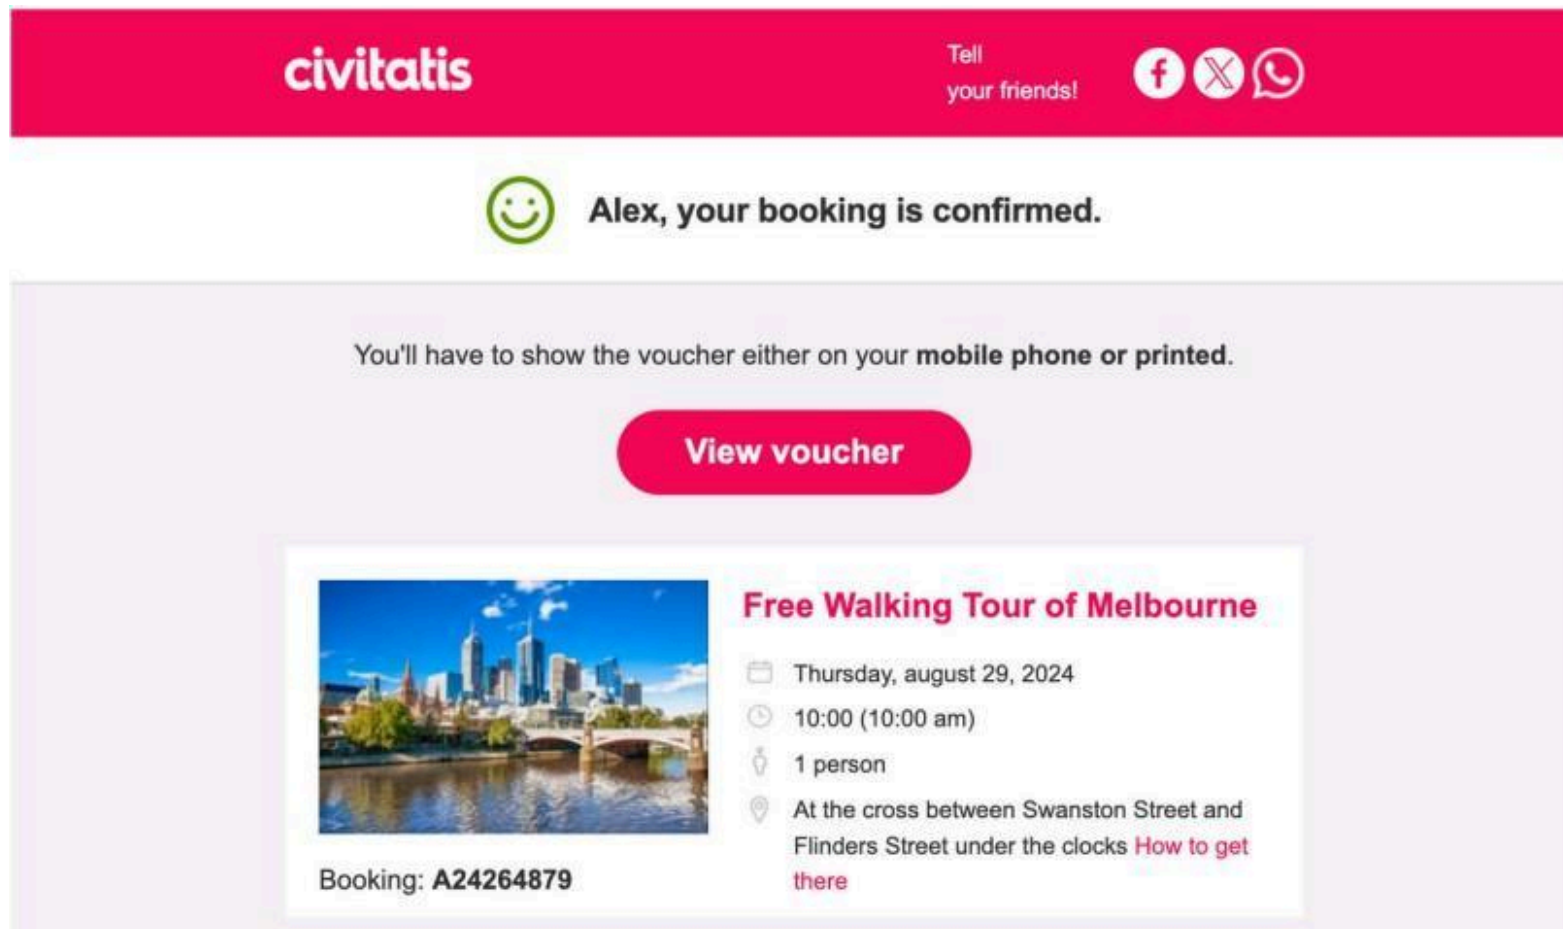 civitatis
Tell
your friends!
Alex, your booking is confirmed.
You'll have to show the voucher either on your mobile phone or printed.
View voucher
Free Walking Tour of Melbourne
Thursday, august 29, 2024
10:00 (10:00 am)
1 person
At the cross between Swanston Street and
Flinders Street under the clocks How to get
there
Booking: A24264879